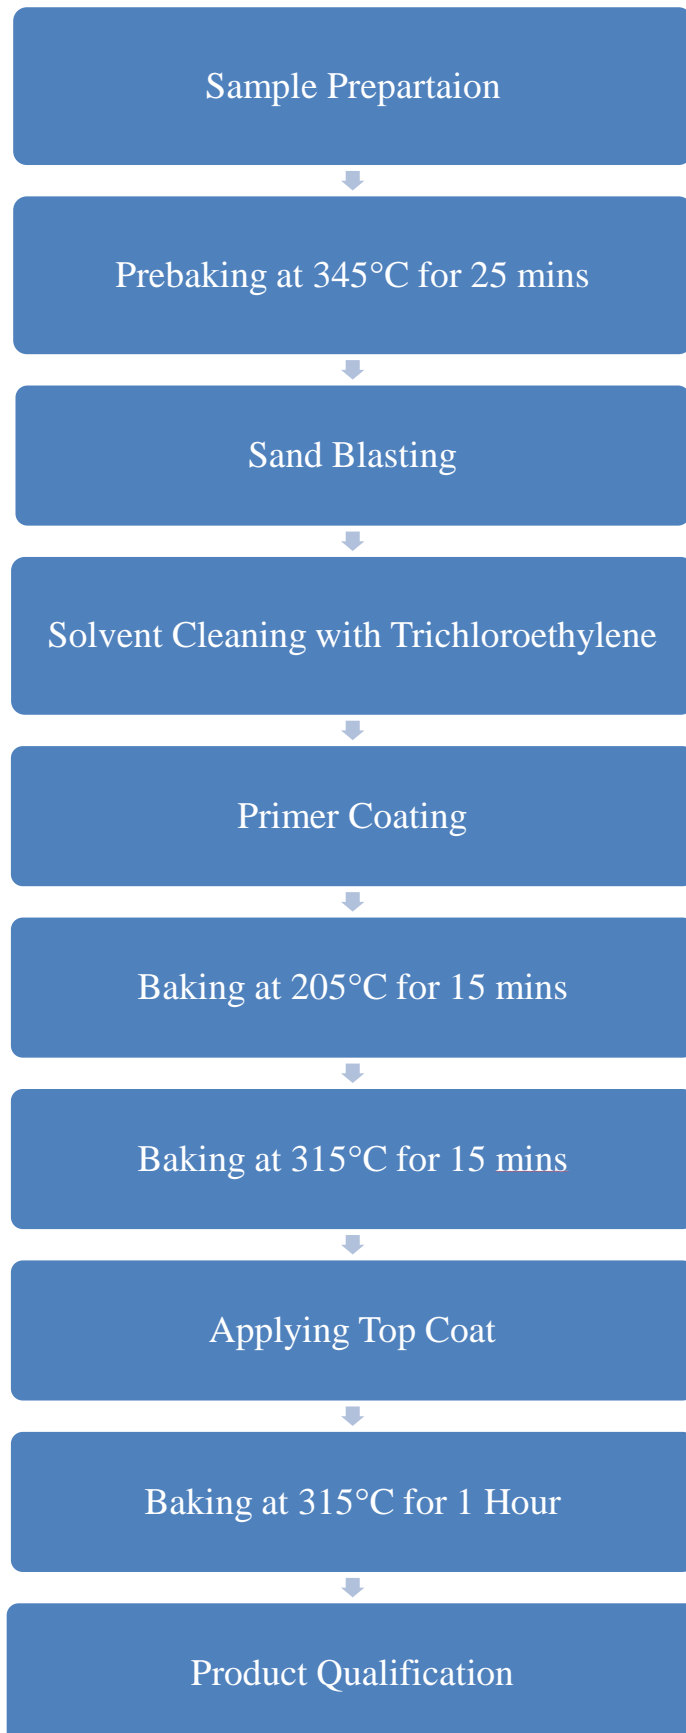 Sample Prepartaion
Prebaking at 345°C for 25 mins
Sand Blasting
Solvent Cleaning with Trichloroethylene
Primer Coating
Baking at 205°C for 15 mins
Baking at 315°C for 15 mins
Applying Top Coat
Baking at 315°C for 1 Hour
Product Qualification